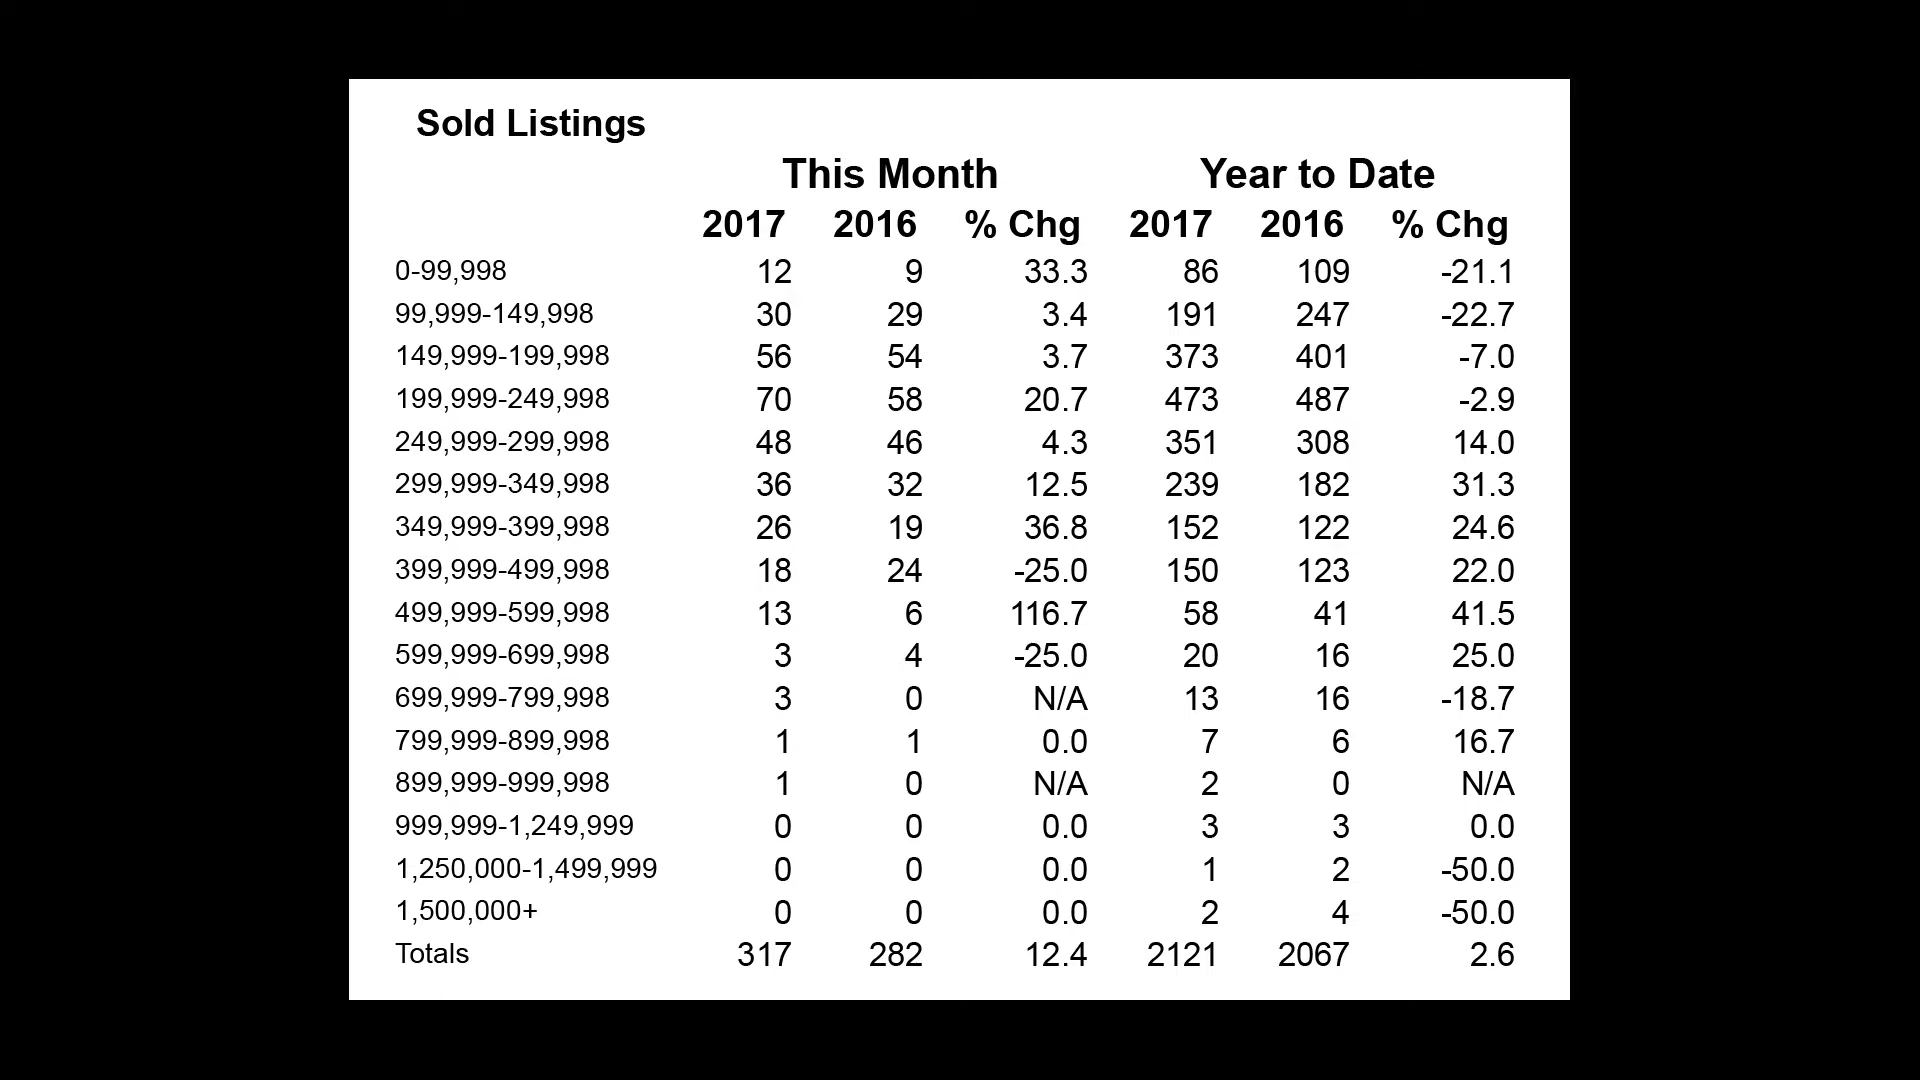 Sold Listings
This Month Year to Date
2017 2016 % Chg 2017 2016 % Chg
0-99,998 12 9 33.3 86 109 -21.1
99,999-149,998 30 29 3.4 191 247 -22.7
149,999-199,998 56 54 3.7 373 401 -7.0
199,999-249,998 70 58 20.7 473 487 -2.9
249,999-299,998 48 46 4.3 351 308 14.0
299,999-349,998 36 32 12.5 239 182 31.3
349,999-399,998 26 19 36.8 152 122 24.6
399,999-499,998 18 24 -25.0 150 123 22.0
499,999-599,998 13 6 116.7 58 41 41.5
599,999-699,998 3 4 -25.0 20 16 25.0
699,999-799,998 3 0 N/A 13 16 -18.7
799,999-899,998 1 1 0.0 7 6 16.7
899,999-999,998 1 0 N/A 2 0 N/A
999,999-1,249,999 0 0 0.0 3 3 0.0
1,250,000-1,499,999 0 0 0.0 1 2 -50.0
1,500,000+ 0 0 0.0 2 4 -50.0
Totals 317 282 12.4 2121 2067 2.6